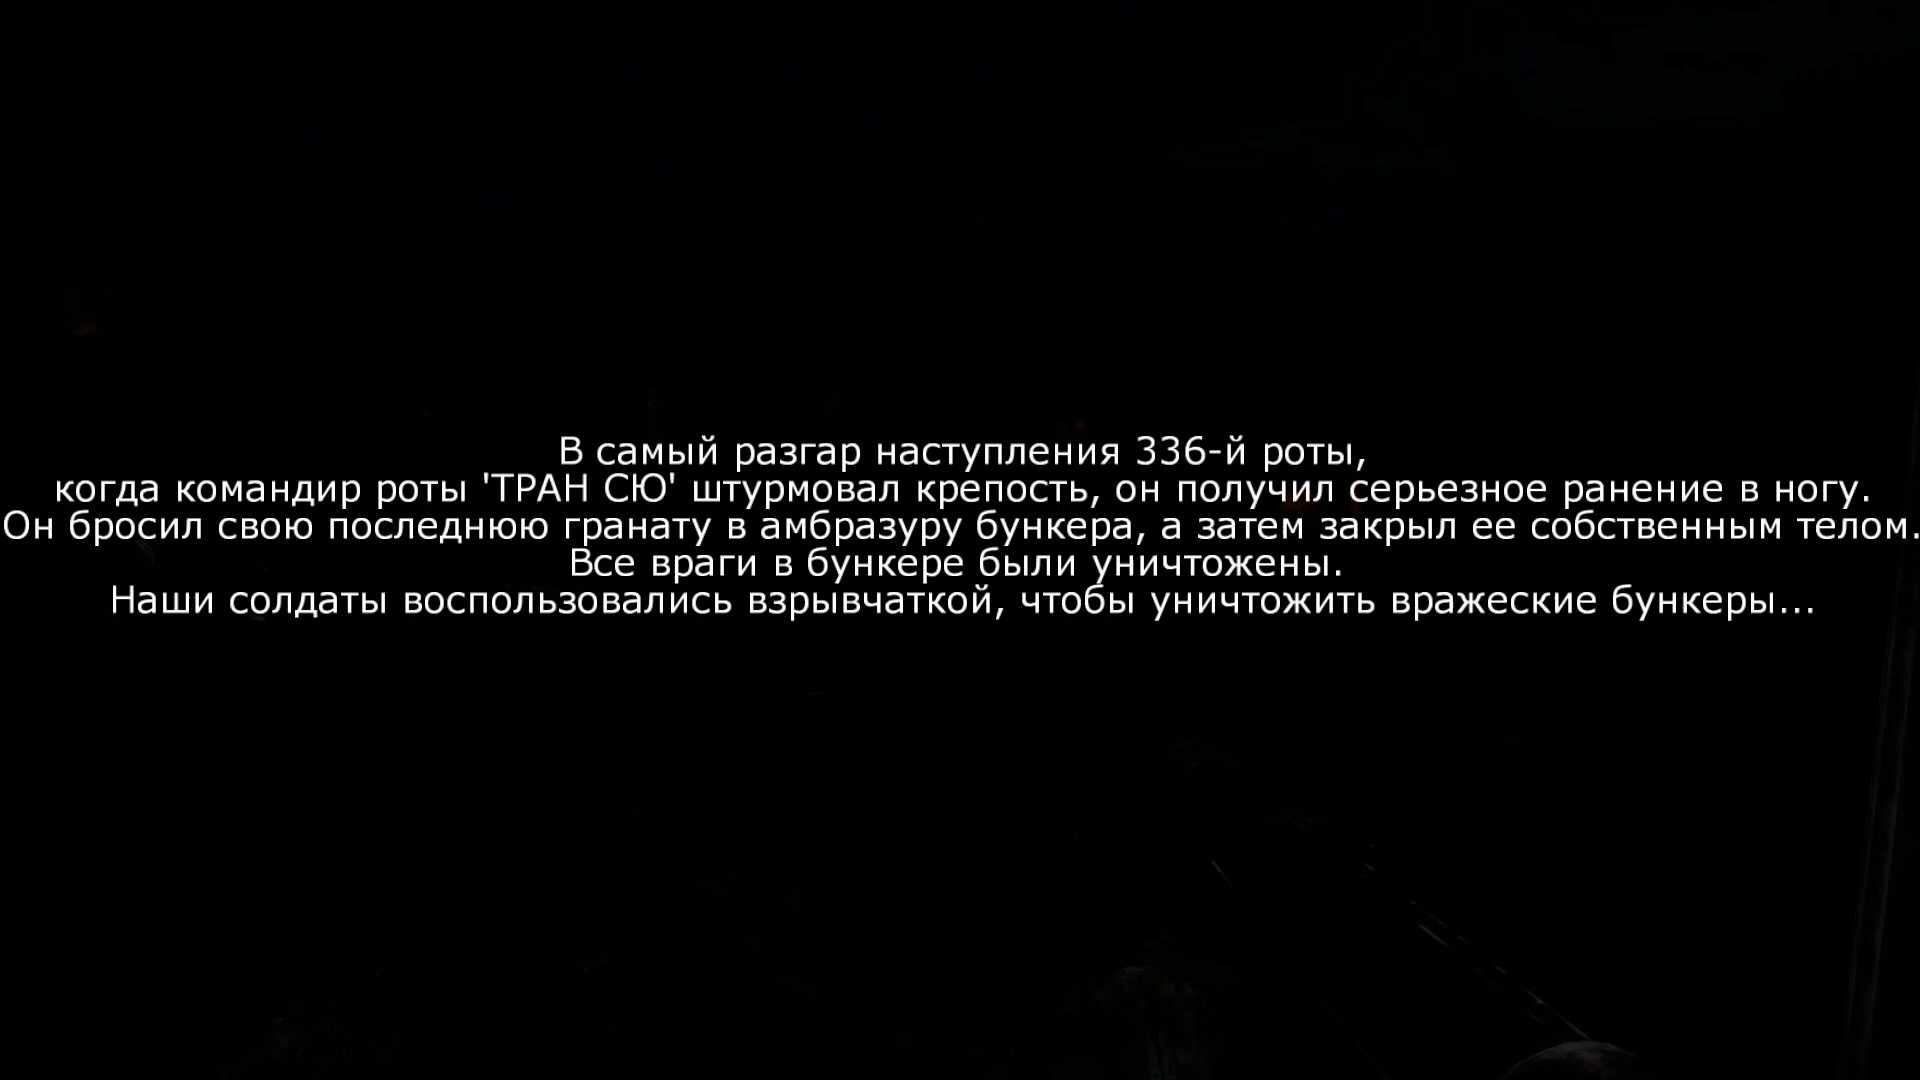 В самый разгар наступления 336-й роты,
когда командир роты 'ТРАН СЮ' штурмовал крепость, он получил серьезное ранение в ногу.
Он бросил свою последнюю гранату в амбразуру бункера, а затем закрыл ее собственным телом.
Все враги в бункере были уничтожены.
Наши солдаты воспользовались взрывчаткой, чтобы уничтожить вражеские бункеры...